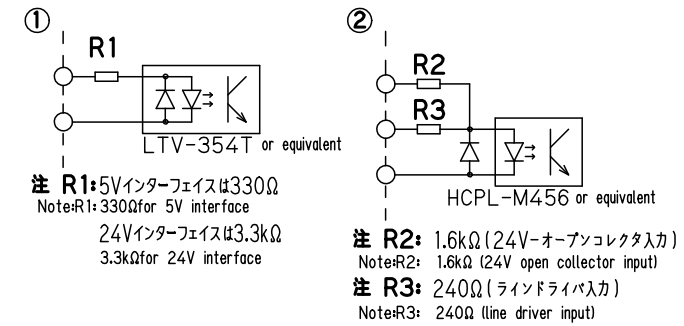 ①
R1
LTV-354T or equivalent
注 R1:5Vインターフェイスは330Ω
Note:R1:330Ωfor 5V interface
24Vインターフェイスは3.3kΩ
3.3kΩfor 24V interface
②
R2
R3
HCPL-M456 or equivalent
注 R2: 1.6kΩ(24V-オープンコレクタ入力)
Note:R2: 1.6kΩ (24V open collector input)
注 R3: 240Ω(ラインドライバ入力)
Note:R3: 240Ω (line driver input)